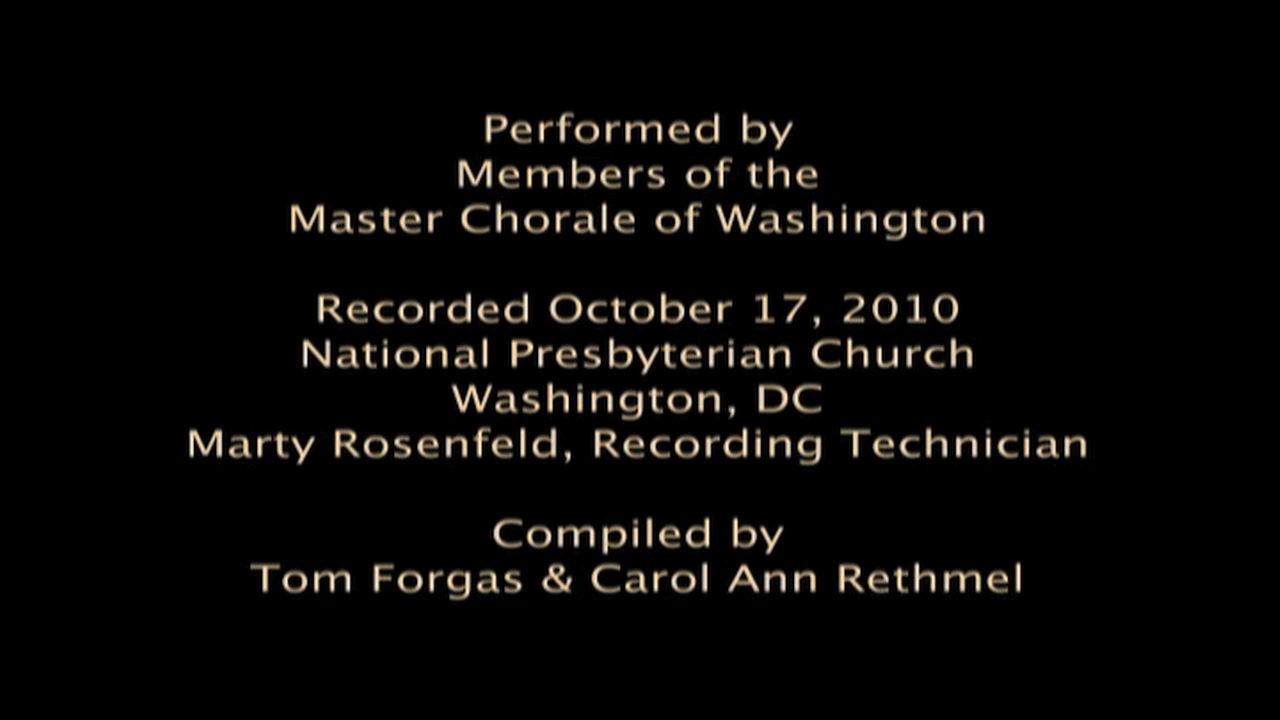 Performed by
Members of the
Master Chorale of Washington
Recorded October 17, 2010
National Presbyterian Church
Washington, DC
Marty Rosenfeld, Recording Technician
Compiled by
Tom Forgas & Carol Ann Rethmel